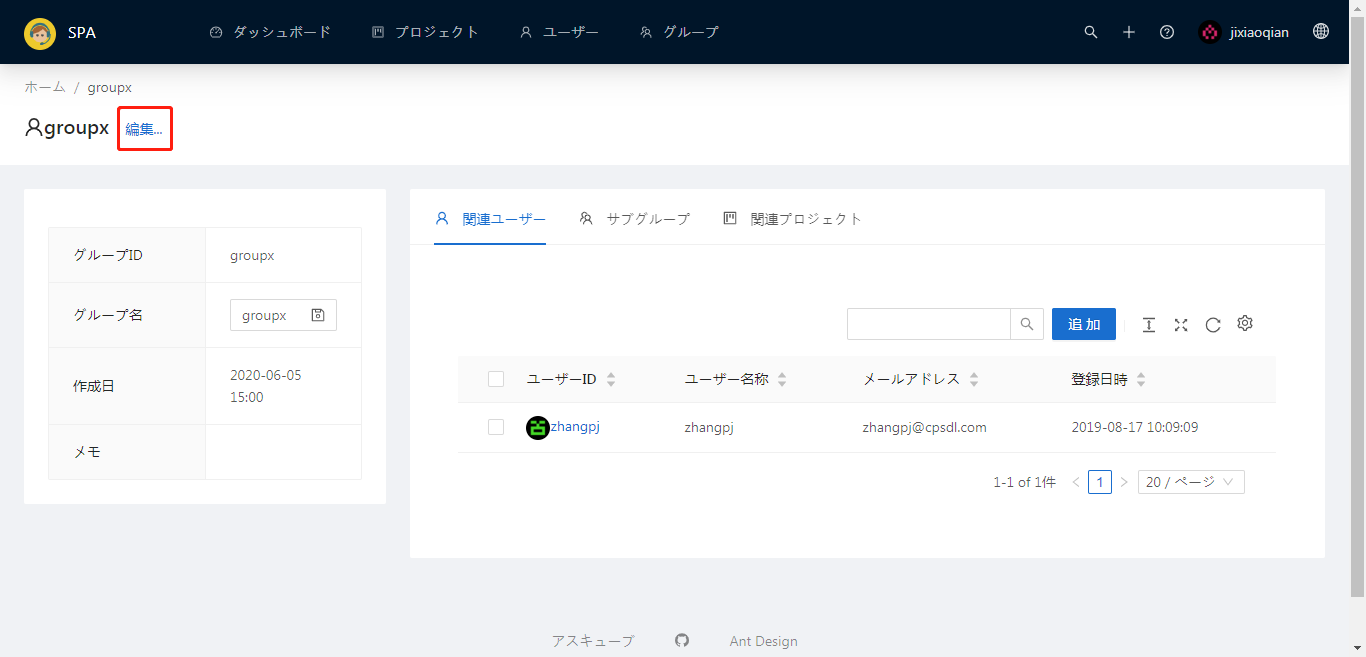 SPA ダッシュボード プロジェクト ユーザー グループ jixiaoqian
ホーム / groupx
groupx 編集...
関連ユーザー サブグループ 関連プロジェクト
グループID groupx
グループ名 groupx
作成日 2020-06-05
15:00
メモ
追 加
ユーザーID ユーザー名称 メールアドレス 登録日時
zhangpj zhangpj zhangpj@cpsdl.com 2019-08-17 10:09:09
1-1 of 1件 < 1 > 20 / ページ
アスキューブ Ant Design